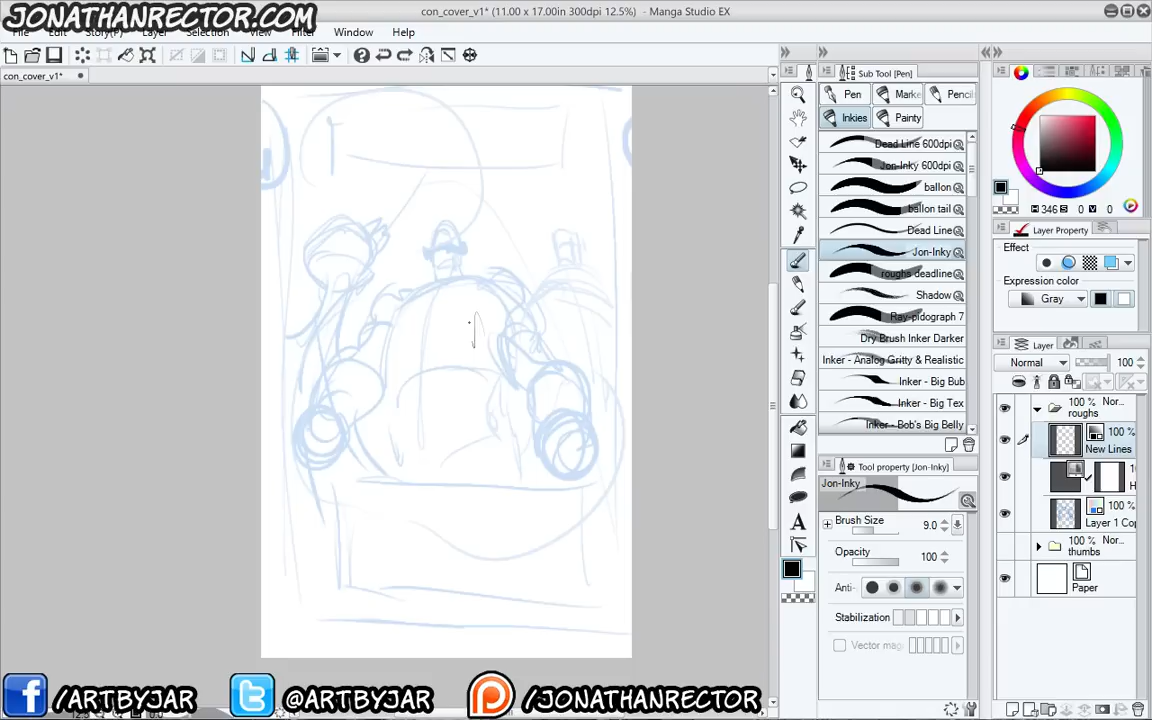 JONATHANRECTOR.COM
con_cover_v1* (11.00 x 17.00in 300dpi 12.5%) - Manga Studio EX
File Edit Story(P) Layer Selection View Filter Window Help
con_cover_v1*
Sub Tool [Pen]
Pen
Marke
Pencil
Inkies
Painty
Dead Line 600dpi
Jon-Inky 600dpi
ballon
ballon tail
Dead Line
Jon-Inky
roughs deadline
Shadow
Ray-pidograph 7
Dry Brush Inker Darker
Inker - Analog Gritty & Realistic
Inker - Big Bub
Inker - Big Tex
Inker - Bob's Big Belly
Tool property [Jon-Inky]
Jon-Inky
Brush Size 9.0
Opacity 100
Anti-
Stabilization
Vector mag
H 346 S 0 V 0
Layer Property
Effect
Expression color
Gray
Layer
Normal 100
100 % Nor...
roughs
100 %
New Lines
100 %
Layer 1 Cop
100 % Nor...
thumbs
Paper
/ARTBYJAR
@ARTBYJAR
/JONATHANRECTOR